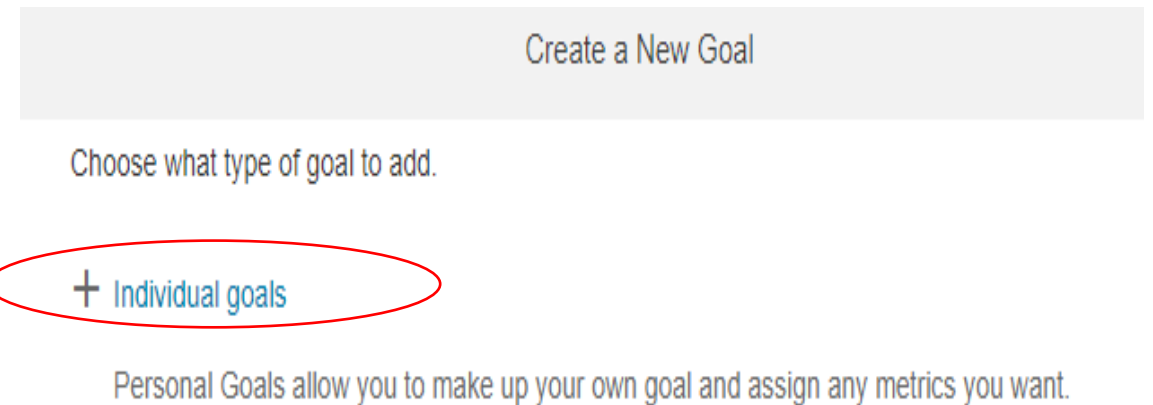 Create a New Goal
Choose what type of goal to add.
+ Individual goals
Personal Goals allow you to make up your own goal and assign any metrics you want.